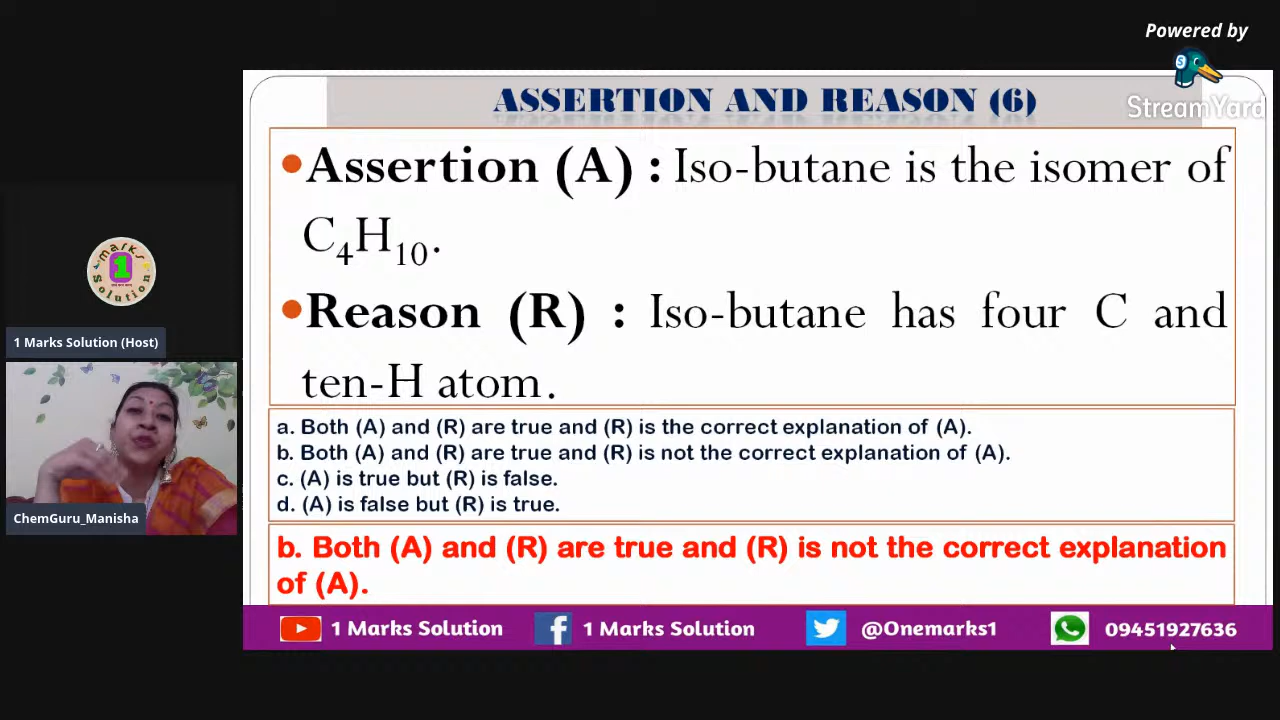 Powered by
StreamYard
ASSERTION AND REASON (6)
•Assertion (A) : Iso-butane is the isomer of
C₄H₁₀.
•Reason (R) : Iso-butane has four C and
ten-H atom.
a. Both (A) and (R) are true and (R) is the correct explanation of (A).
b. Both (A) and (R) are true and (R) is not the correct explanation of (A).
c. (A) is true but (R) is false.
d. (A) is false but (R) is true.
b. Both (A) and (R) are true and (R) is not the correct explanation
of (A).
marks
1
Solution
1 Marks Solution (Host)
ChemGuru_Manisha
1 Marks Solution
1 Marks Solution
@Onemarks1
09451927636